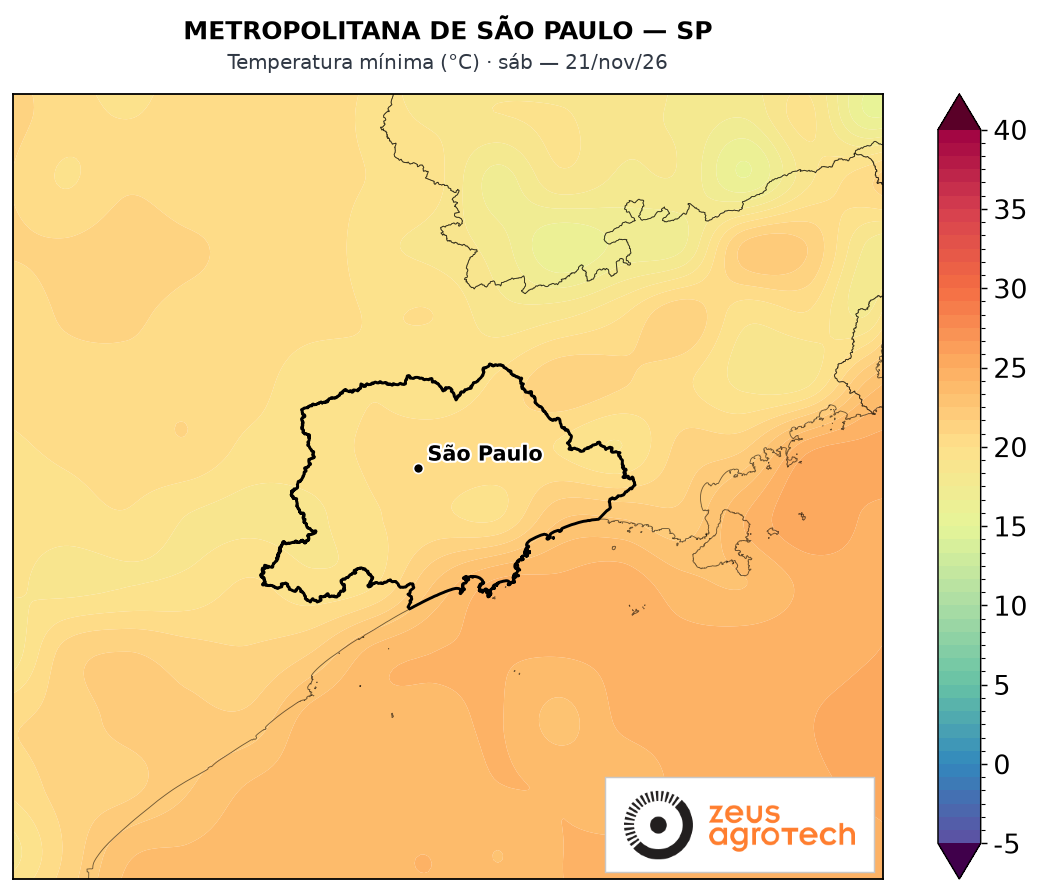 METROPOLITANA DE SÃO PAULO — SP
Temperatura mínima (°C) · sáb — 21/nov/26
40
35
30
25
20
15
10
5
0
-5
São Paulo
zeus
agrotech